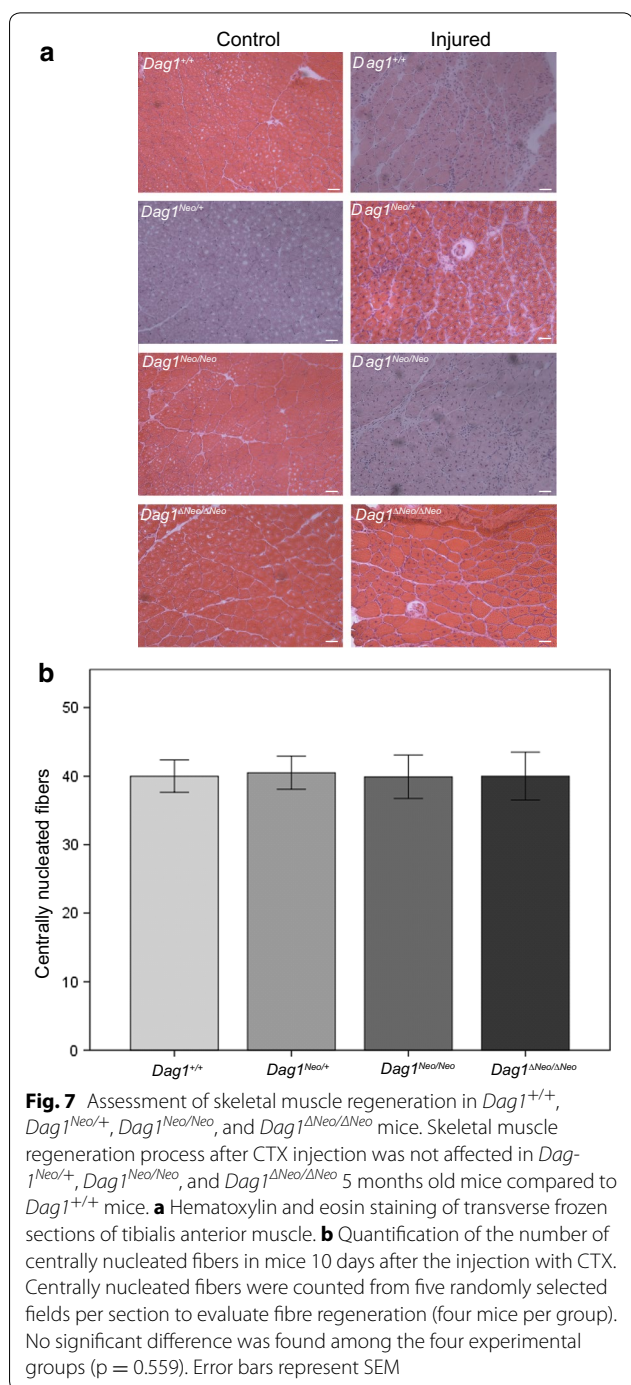 a
Control Injured
Dag1+/+ Dag1+/+
Dag1Neo/+ Dag1Neo/+
Dag1Neo/Neo Dag1Neo/Neo
Dag1ΔNeo/ΔNeo Dag1ΔNeo/ΔNeo
b
50
40
30
20
10
0
Centrally nucleated fibers
Dag1+/+ Dag1Neo/+ Dag1Neo/Neo Dag1ΔNeo/ΔNeo
Fig. 7 Assessment of skeletal muscle regeneration in Dag1+/+,
Dag1Neo/+, Dag1Neo/Neo, and Dag1ΔNeo/ΔNeo mice. Skeletal muscle
regeneration process after CTX injection was not affected in Dag-
1Neo/+, Dag1Neo/Neo, and Dag1ΔNeo/ΔNeo 5 months old mice compared to
Dag1+/+ mice. a Hematoxylin and eosin staining of transverse frozen
sections of tibialis anterior muscle. b Quantification of the number of
centrally nucleated fibers in mice 10 days after the injection with CTX.
Centrally nucleated fibers were counted from five randomly selected
fields per section to evaluate fibre regeneration (four mice per group).
No significant difference was found among the four experimental
groups (p = 0.559). Error bars represent SEM